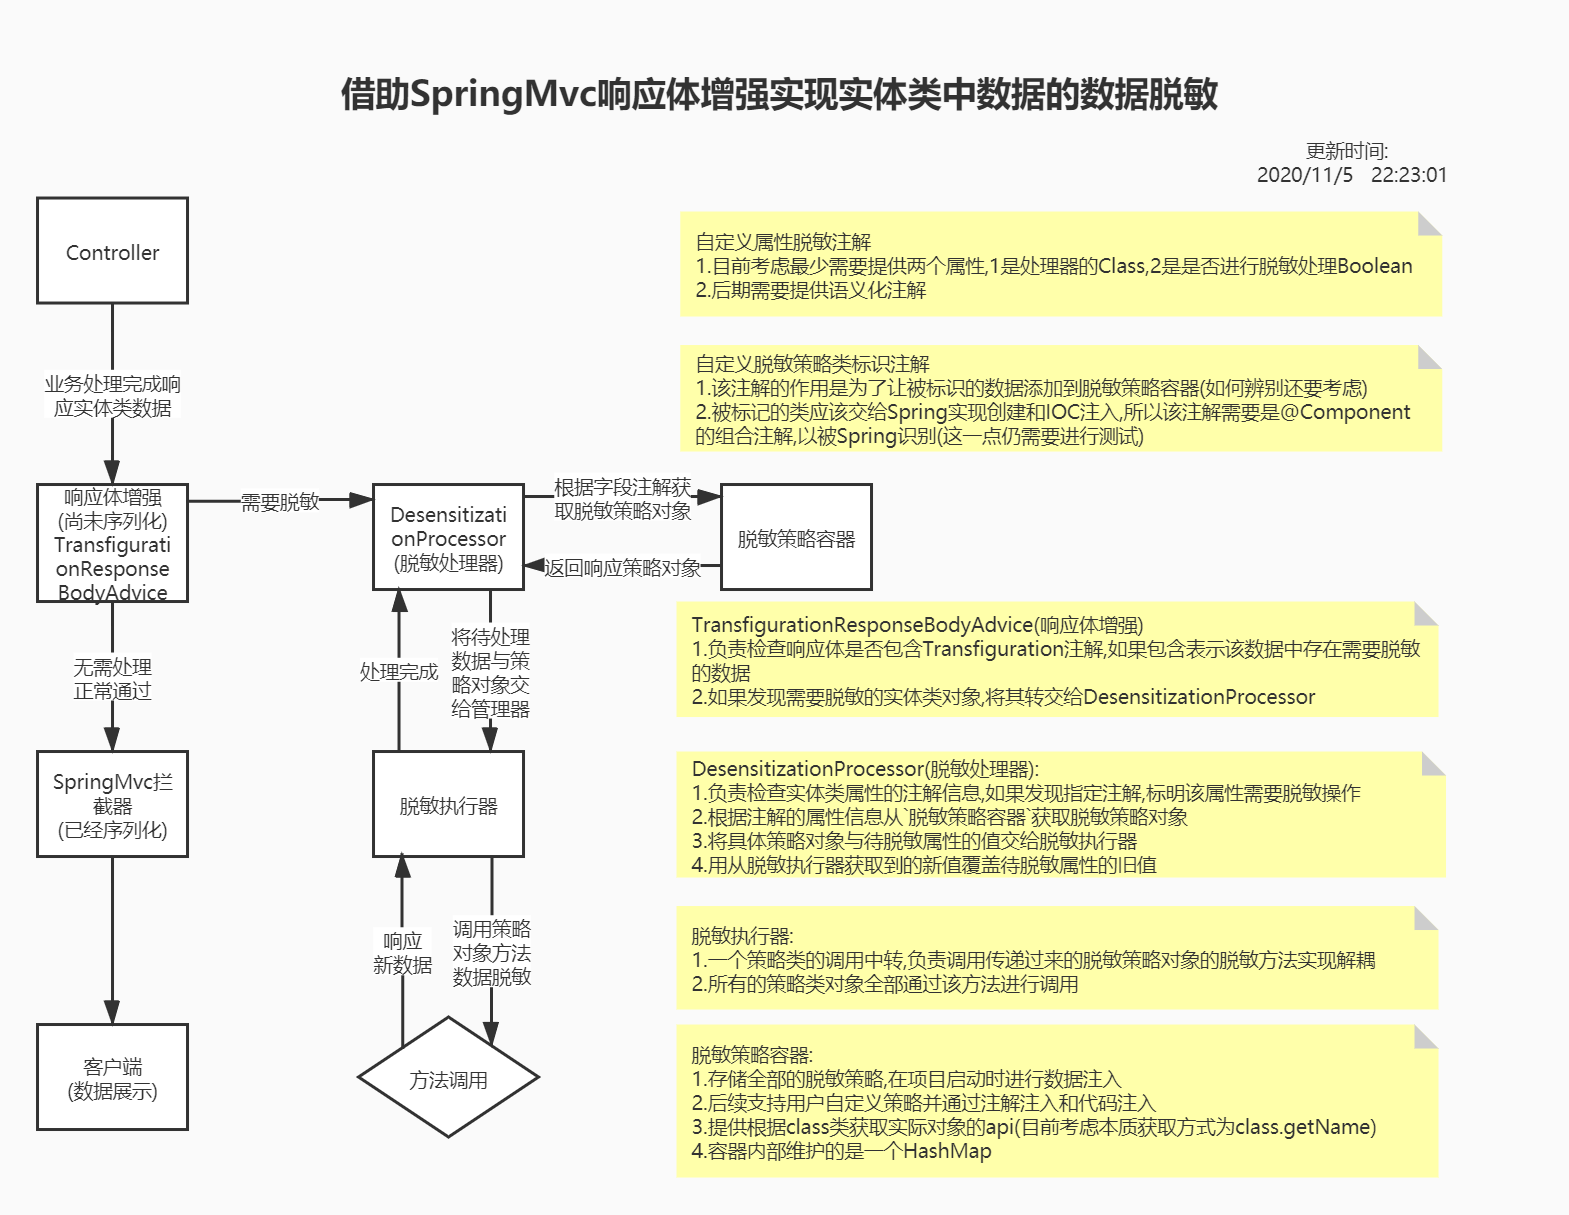 借助SpringMvc响应体增强实现实体类中数据的数据脱敏
更新时间:
2020/11/5 22:23:01
Controller
业务处理完成响
应实体类数据
响应体增强
(尚未序列化)
Transfigurati
onResponse
BodyAdvice
需要脱敏
DesensitizatI
onProcessor
(脱敏处理器)
根据字段注解获
取脱敏策略对象
返回响应策略对象
脱敏策略容器
无需处理
正常通过
处理完成
将待处理
数据与策
略对象交
给管理器
SpringMvc拦
截器
(已经序列化)
脱敏执行器
响应
新数据
调用策略
对象方法
数据脱敏
客户端
(数据展示)
方法调用
自定义属性脱敏注解
1.目前考虑最少需要提供两个属性,1是处理器的Class,2是是否进行脱敏处理Boolean
2.后期需要提供语义化注解
自定义脱敏策略类标识注解
1.该注解的作用是为了让被标识的数据添加到脱敏策略容器(如何辨别还要考虑)
2.被标记的类应该交给Spring实现创建和IOC注入,所以该注解需要是@Component
的组合注解,以被Spring识别(这一点仍需要进行测试)
TransfigurationResponseBodyAdvice(响应体增强)
1.负责检查响应体是否包含Transfiguration注解,如果包含表示该数据中存在需要脱敏
的数据
2.如果发现需要脱敏的实体类对象,将其转交给DesensitizationProcessor
DesensitizationProcessor(脱敏处理器):
1.负责检查实体类属性的注解信息,如果发现指定注解,标明该属性需要脱敏操作
2.根据注解的属性信息从`脱敏策略容器`获取脱敏策略对象
3.将具体策略对象与待脱敏属性的值交给脱敏执行器
4.用从脱敏执行器获取到的新值覆盖待脱敏属性的旧值
脱敏执行器:
1.一个策略类的调用中转,负责调用传递过来的脱敏策略对象的脱敏方法实现解耦
2.所有的策略类对象全部通过该方法进行调用
脱敏策略容器:
1.存储全部的脱敏策略,在项目启动时进行数据注入
2.后续支持用户自定义策略并通过注解注入和代码注入
3.提供根据class类获取实际对象的api(目前考虑本质获取方式为class.getName)
4.容器内部维护的是一个HashMap